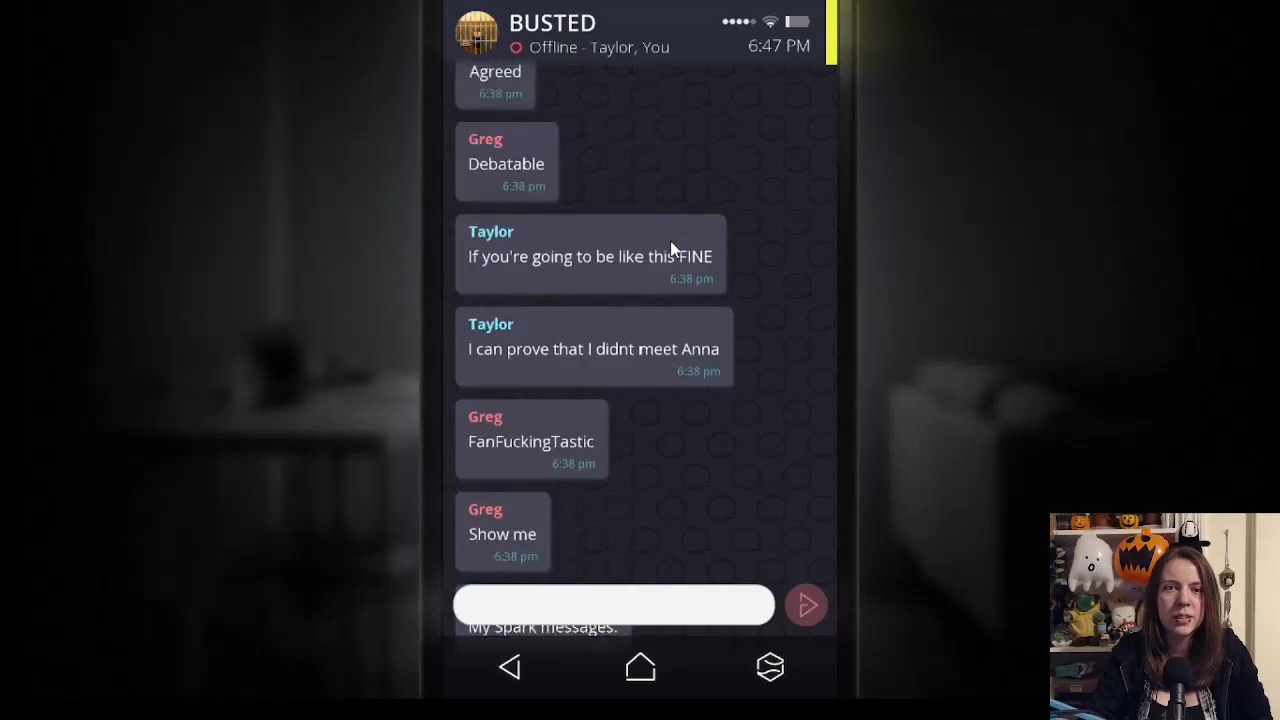 BUSTED
Offline - Taylor, You
6:47 PM
Agreed
6:38 pm
Greg
Debatable
6:38 pm
Taylor
If you're going to be like this FINE
6:38 pm
Taylor
I can prove that I didnt meet Anna
6:38 pm
Greg
FanFuckingTastic
6:38 pm
Greg
Show me
6:38 pm
My Spark messages.